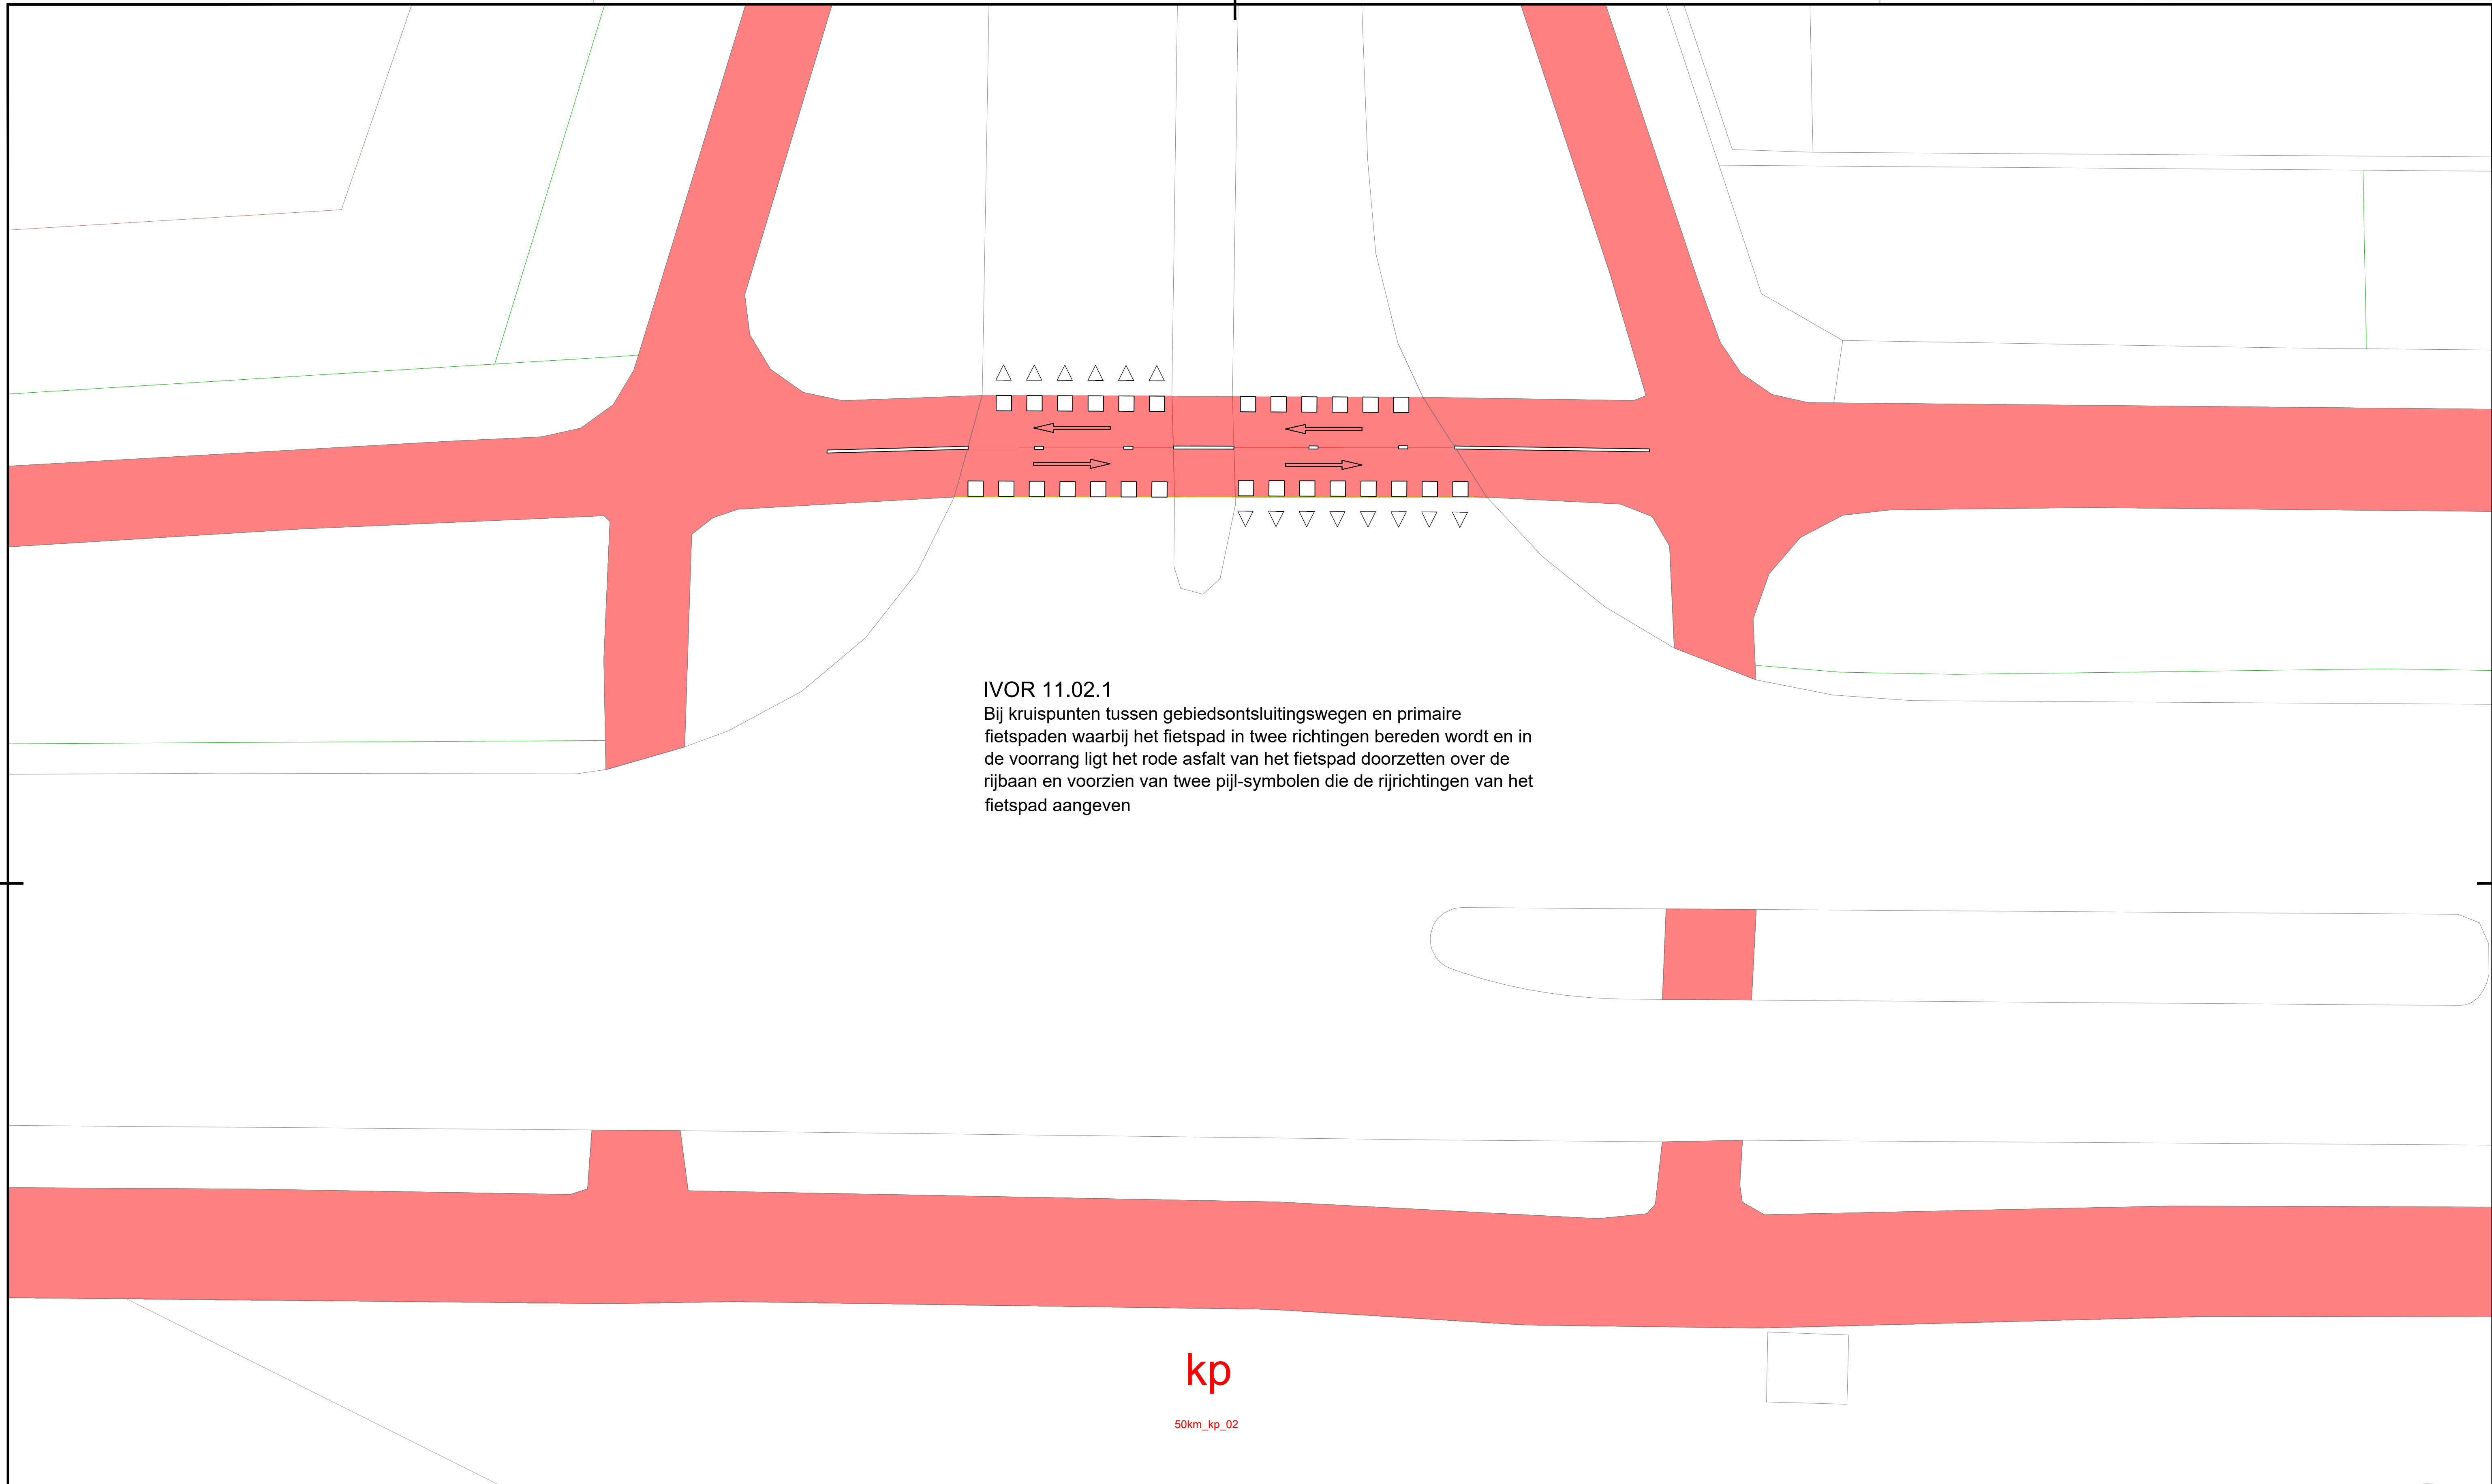 IVOR 11.02.1
Bij kruispunten tussen gebiedsontsluitingswegen en primaire
fietspaden waarbij het fietspad in twee richtingen bereden wordt en in
de voorrang ligt het rode asfalt van het fietspad doorzetten over de
rijbaan en voorzien van twee pijl-symbolen die de rijrichtingen van het
fietspad aangeven
kp
50km_kp_02